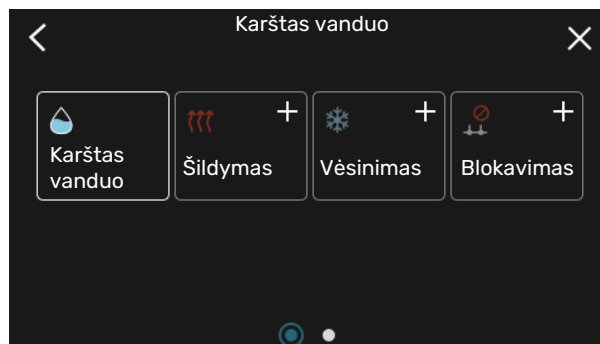 Karštas vanduo
Karštas
vanduo
Šildymas
Vėsinimas
Blokavimas